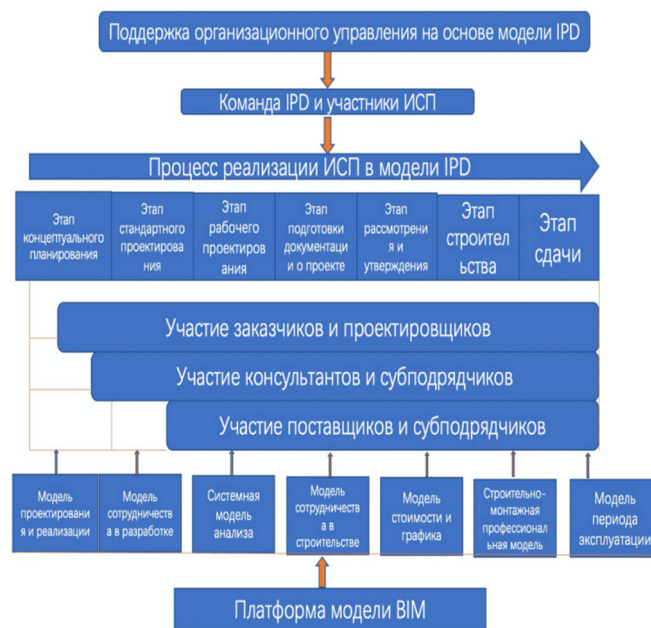 Поддержка организационного управления на основе модели IPD
Команда IPD и участники ИСП
Процесс реализации ИСП в модели IPD
Этап
концептуального
планирования
Этап
стандартного
проектирова
ния
Этап
рабочего
проектиров
ания
Этап
подготовки
документаци
и о проекте
Этап
рассмотрени
я и
утверждения
Этап
строител
ьства
Этап
сдачи
Участие заказчиков и проектировщиков
Участие консультантов и субподрядчиков
Участие поставщиков и субподрядчиков
Модель
проектировани
я и реализации
Модель
сотрудничеств
а в разработке
Системная
модель
анализа
Модель
сотрудничеств
а в
строительстве
Модель
стоимости и
графика
Строительно-
монтажная
профессионал
ьная модель
Модель
периода
эксплуатации
Платформа модели BIM